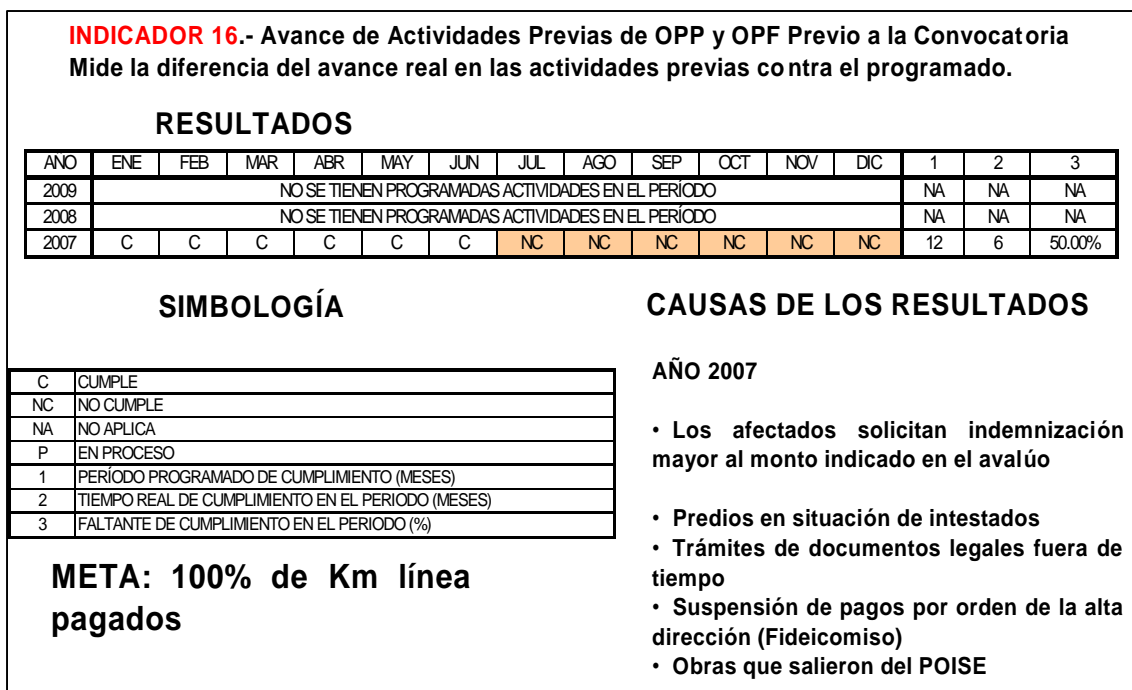 INDICADOR 16.- Avance de Actividades Previas de OPP y OPF Previo a la Convocatoria
Mide la diferencia del avance real en las actividades previas contra el programado.
RESULTADOS
AÑO ENE FEB MAR ABR MAY JUN JUL AGO SEP OCT NOV DIC 1 2 3
2009 NO SE TIENEN PROGRAMADAS ACTIVIDADES EN EL PERÍODO NA NA NA
2008 NO SE TIENEN PROGRAMADAS ACTIVIDADES EN EL PERÍODO NA NA NA
2007 C C C C C C NC NC NC NC NC NC 12 6 50.00%
SIMBOLOGÍA
C CUMPLE
NC NO CUMPLE
NA NO APLICA
P EN PROCESO
1 PERÍODO PROGRAMADO DE CUMPLIMIENTO (MESES)
2 TIEMPO REAL DE CUMPLIMIENTO EN EL PERIODO (MESES)
3 FALTANTE DE CUMPLIMIENTO EN EL PERIODO (%)
META: 100% de Km línea
pagados
CAUSAS DE LOS RESULTADOS
AÑO 2007
• Los afectados solicitan indemnización
mayor al monto indicado en el avalúo
• Predios en situación de intestados
• Trámites de documentos legales fuera de
tiempo
• Suspensión de pagos por orden de la alta
dirección (Fideicomiso)
• Obras que salieron del POISE